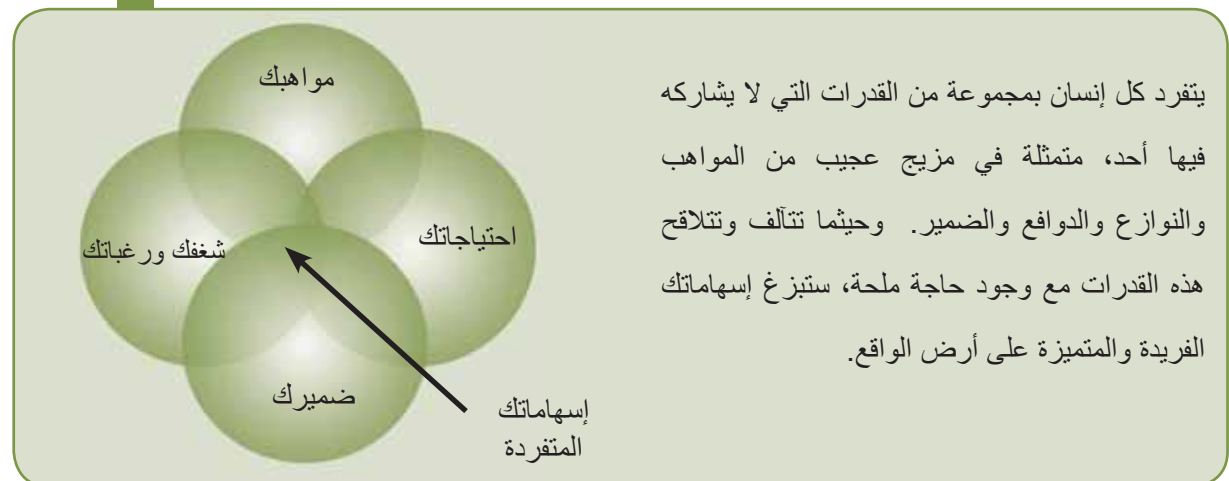 يتفرد كل إنسان بمجموعة من القدرات التي لا يشاركه
فيها أحد، متمثلة في مزيج عجيب من المواهب
والنوازع والدوافع والضمير. وحيثما تتآلف وتتلاقح
هذه القدرات مع وجود حاجة ملحة، ستبزغ إسهاماتك
الفريدة والمتميزة على أرض الواقع.
مواهبك
احتياجاتك
شغفك ورغباتك
ضميرك
إسهاماتك
المتفردة